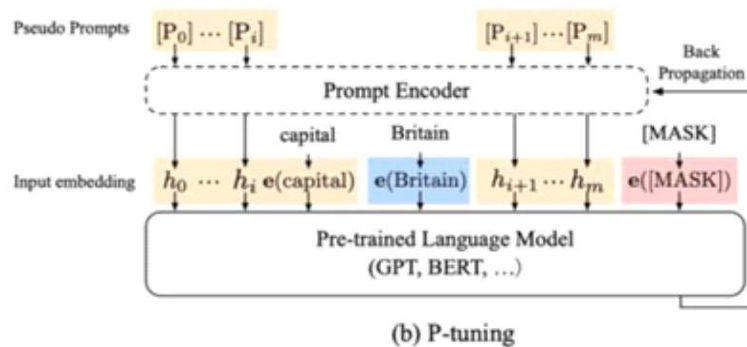 Pseudo Prompts [P₀] ⋯ [Pᵢ] [Pᵢ₊₁] ⋯ [Pₘ]
Back
Propagation
Prompt Encoder
capital Britain [MASK]
Input embedding h₀ ⋯ hᵢ e(capital) e(Britain) hᵢ₊₁ ⋯ hₘ e([MASK])
Pre-trained Language Model
(GPT, BERT, …)
(b) P-tuning